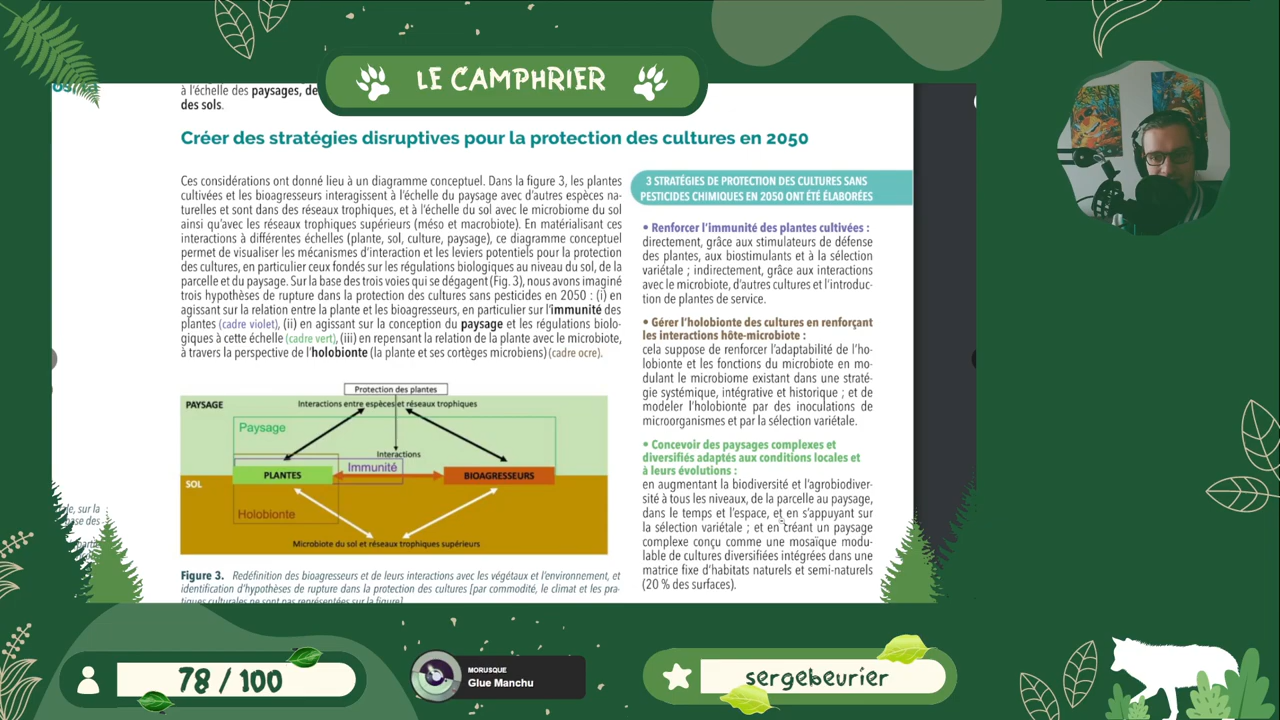 LE CAMPHRIER
à l'échelle des paysages, de
des sols.
Créer des stratégies disruptives pour la protection des cultures en 2050
Ces considérations ont donné lieu à un diagramme conceptuel. Dans la figure 3, les plantes
cultivées et les bioagresseurs interagissent à l'échelle du paysage avec d'autres espèces na-
turelles et sont dans des réseaux trophiques, et à l'échelle du sol avec le microbiome du sol
ainsi qu'avec les réseaux trophiques supérieurs (méso et macrobiote). En matérialisant ces
interactions à différentes échelles (plante, sol, culture, paysage), ce diagramme conceptuel
permet de visualiser les mécanismes d'interaction et les leviers potentiels pour la protection
des cultures, en particulier ceux fondés sur les régulations biologiques au niveau du sol, de la
parcelle et du paysage. Sur la base des trois voies qui se dégagent (Fig. 3), nous avons imaginé
trois hypothèses de rupture dans la protection des cultures sans pesticides en 2050 : (i) en
agissant sur la relation entre la plante et les bioagresseurs, en particulier sur l'immunité des
plantes (cadre violet), (ii) en agissant sur la conception du paysage et les régulations biolo-
giques à cette échelle (cadre vert), (iii) en repensant la relation de la plante avec le microbiote,
à travers la perspective de l'holobionte (la plante et ses cortèges microbiens) (cadre ocre).
3 STRATÉGIES DE PROTECTION DES CULTURES SANS
PESTICIDES CHIMIQUES EN 2050 ONT ÉTÉ ÉLABORÉES
• Renforcer l'immunité des plantes cultivées :
directement, grâce aux stimulateurs de défense
des plantes, aux biostimulants et à la sélection
variétale ; indirectement, grâce aux interactions
avec le microbiote, d'autres cultures et l'introduc-
tion de plantes de service.
• Gérer l'holobionte des cultures en renforçant
les interactions hôte-microbiote :
cela suppose de renforcer l'adaptabilité de l'ho-
lobionte et les fonctions du microbiote en mo-
dulant le microbiome existant dans une straté-
gie systémique, intégrative et historique ; et de
modeler l'holobionte par des inoculations de
microorganismes et par la sélection variétale.
• Concevoir des paysages complexes et
diversifiés adaptés aux conditions locales et
à leurs évolutions :
en augmentant la biodiversité et l'agrobiodiver-
sité à tous les niveaux, de la parcelle au paysage,
dans le temps et l'espace, et en s'appuyant sur
la sélection variétale ; et en créant un paysage
complexe conçu comme une mosaïque modu-
lable de cultures diversifiées intégrées dans une
matrice fixe d'habitats naturels et semi-naturels
(20 % des surfaces).
Protection des plantes
PAYSAGE
Interactions entre espèces et réseaux trophiques
Paysage
Interactions
Immunité
PLANTES
BIOAGRESSEURS
SOL
Holobionte
Microbiote du sol et réseaux trophiques supérieurs
Figure 3. Redéfinition des bioagresseurs et de leurs interactions avec les végétaux et l'environnement, et
identification d'hypothèses de rupture dans la protection des cultures [par commodité, le climat et les pra-
tiques culturales ne sont pas représentées sur la figure]
sur la
des
78 / 100
MORUSQUE
Glue Manchu
sergebeurier